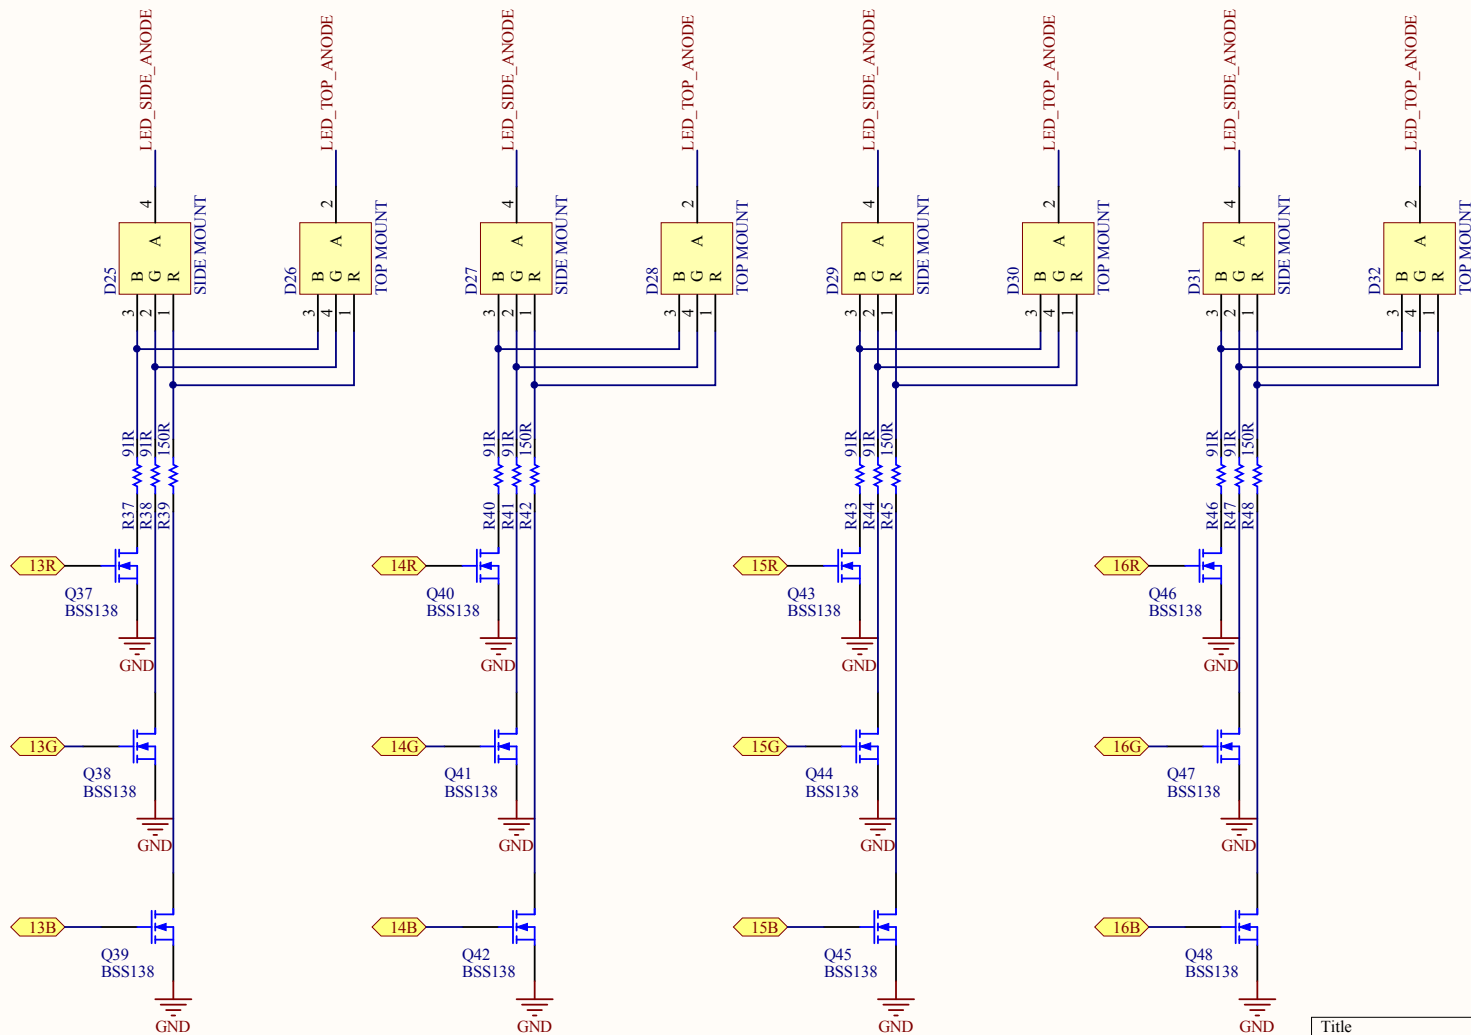 LED_SIDE_ANODE
LED_TOP_ANODE
LED_SIDE_ANODE
LED_TOP_ANODE
LED_SIDE_ANODE
LED_TOP_ANODE
LED_SIDE_ANODE
LED_TOP_ANODE
4
2
4
2
4
2
4
2
D25
A
B G R
SIDE MOUNT
D26
A
B G R
TOP MOUNT
D27
A
B G R
SIDE MOUNT
D28
A
B G R
TOP MOUNT
D29
A
B G R
SIDE MOUNT
D30
A
B G R
TOP MOUNT
D31
A
B G R
SIDE MOUNT
D32
A
B G R
TOP MOUNT
3 2 1
3 4 1
3 2 1
3 4 1
3 2 1
3 4 1
3 2 1
3 4 1
91R
91R
150R
91R
91R
150R
91R
91R
150R
91R
91R
150R
R37
R38
R39
R40
R41
R42
R43
R44
R45
R46
R47
R48
13R
Q37
BSS138
GND
14R
Q40
BSS138
GND
15R
Q43
BSS138
GND
16R
Q46
BSS138
GND
13G
Q38
BSS138
GND
14G
Q41
BSS138
GND
15G
Q44
BSS138
GND
16G
Q47
BSS138
GND
13B
Q39
BSS138
GND
14B
Q42
BSS138
GND
15B
Q45
BSS138
GND
16B
Q48
BSS138
GND
Title